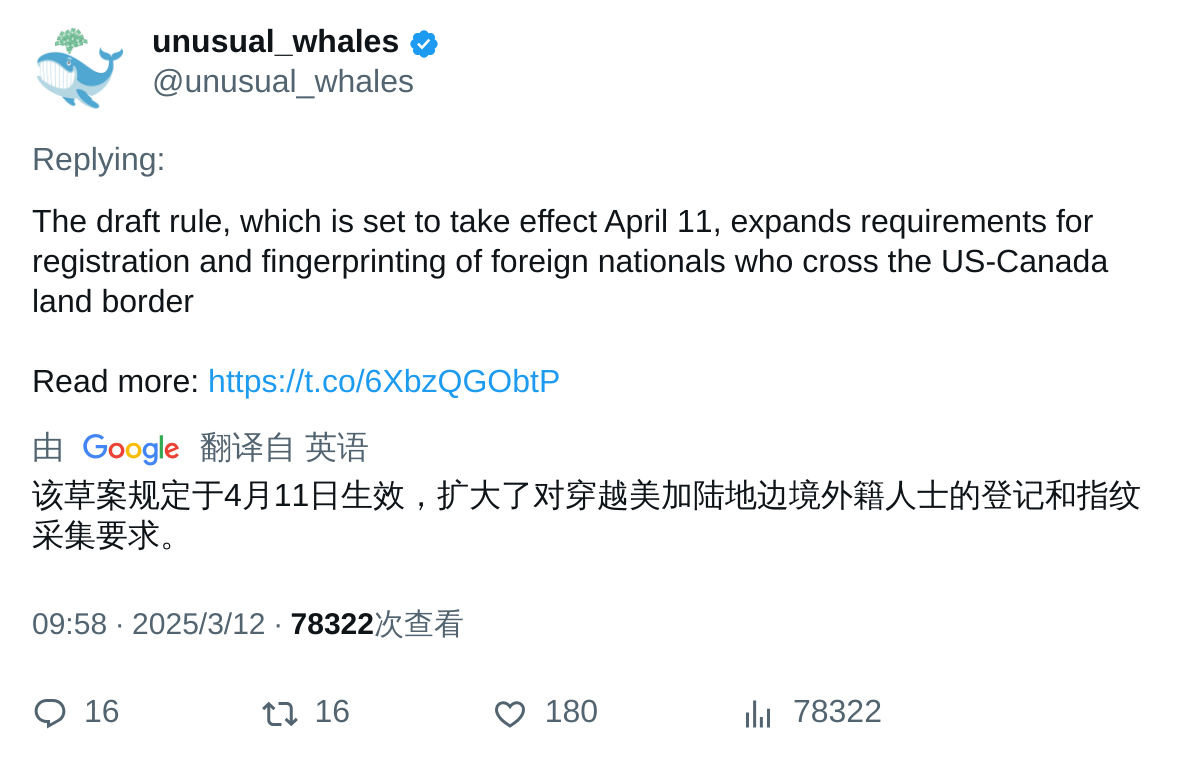 unusual_whales
@unusual_whales
Replying:
The draft rule, which is set to take effect April 11, expands requirements for
registration and fingerprinting of foreign nationals who cross the US-Canada
land border
Read more: https://t.co/6XbzQGObtP
由 Google 翻译自 英语
该草案规定于4月11日生效，扩大了对穿越美加陆地边境外籍人士的登记和指纹
采集要求。
09:58 · 2025/3/12 · 78322次查看
16 16 180 78322